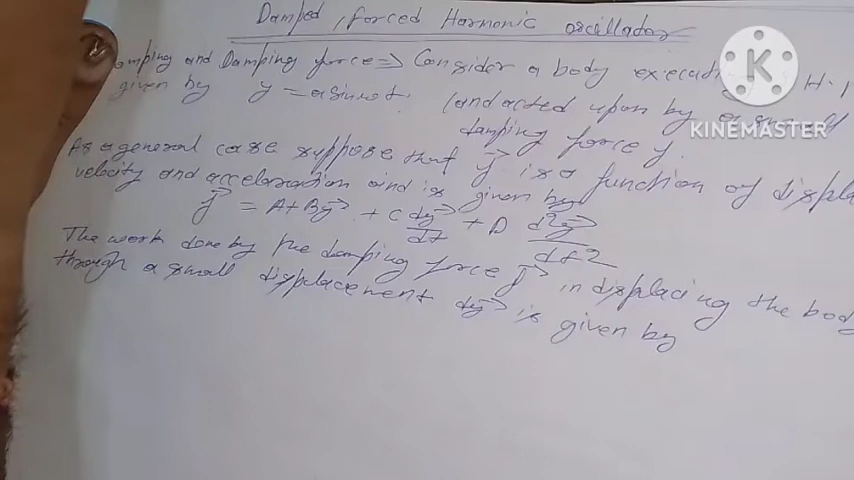 Damped, forced Harmonic oscillator
Damping and Damping force => Consider a body executi H.
given by y = a sin ωt. (and acted upon by a small
damping force f.
As a general case suppose that f is a function of displa
velocity and acceleration and is given by
f = A + By + C dy/dt + D d²y/dt²
The work done by the damping force f in displacing the body
through a small displacement dy is given by
KINEMASTER